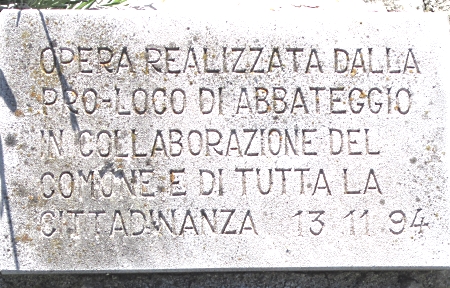 OPERA REALIZZATA DALLA
PRO-LOCO DI ABBATEGGIO
IN COLLABORAZIONE DEL
COMUNE E DI TUTTA LA
CITTADINANZA 13 11 94